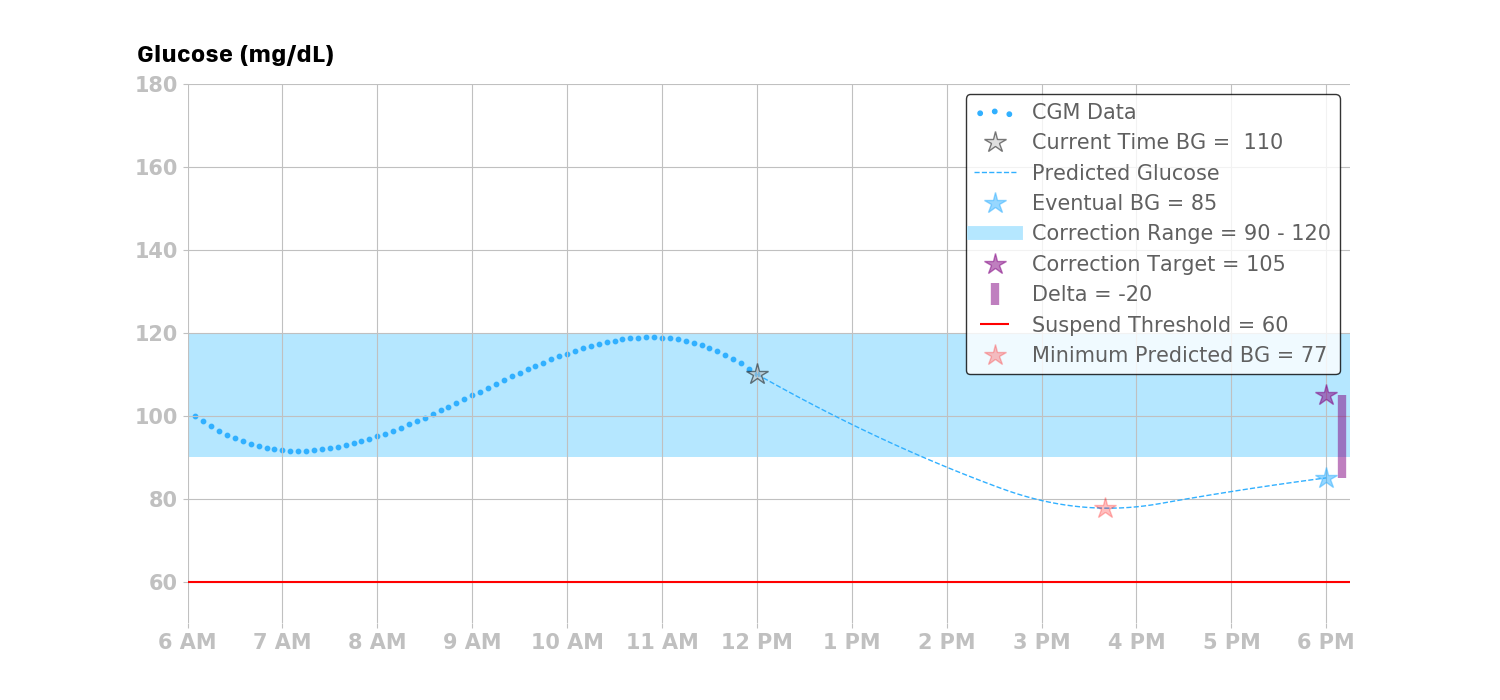 Glucose (mg/dL)
180
160
140
120
100
80
60
CGM Data
Current Time BG =  110
Predicted Glucose
Eventual BG = 85
Correction Range = 90 - 120
Correction Target = 105
Delta = -20
Suspend Threshold = 60
Minimum Predicted BG = 77
6 AM 7 AM 8 AM 9 AM 10 AM 11 AM 12 PM 1 PM 2 PM 3 PM 4 PM 5 PM 6 PM